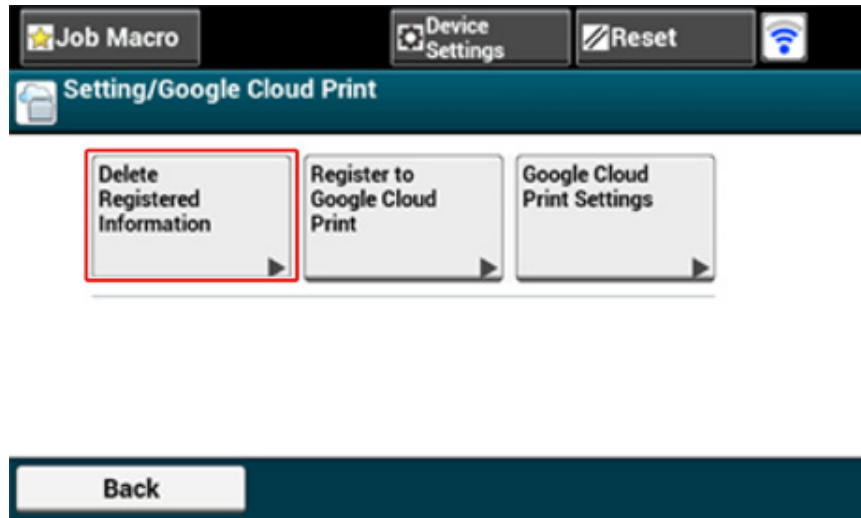 Job Macro
Device
Settings
Reset
Setting/Google Cloud Print
Delete
Registered
Information
Register to
Google Cloud
Print
Google Cloud
Print Settings
Back